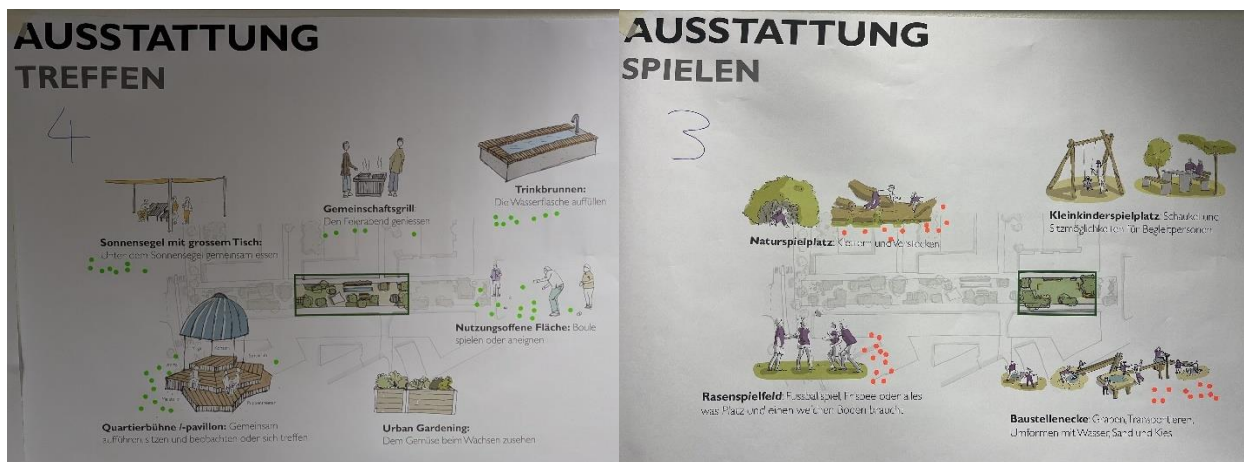 AUSSTATTUNG
TREFFEN
4
Trinkbrunnen:
Die Wasserflasche auffüllen
Gemeinschaftsgrill:
Den Feierabend geniessen
Sonnensegel mit grossem Tisch:
Unter dem Sonnensegel gemeinsam essen
Nutzungsoffene Fläche: Boule
spielen oder aneignen
Quartierbühne /-pavillon: Gemeinsam
aufführen, sitzen und beobachten oder sich treffen
Urban Gardening:
Dem Gemüse beim Wachsen zusehen
AUSSTATTUNG
SPIELEN
3
Kleinkinderspielplatz: Schaukel und
Sitzmöglichkeiten für Begleitpersonen
Naturspielplatz: Klettern und Verstecken
Rasenspielfeld: Fussballspiel, Frisbee oder alles
was Platz und einen weichen Boden braucht.
Baustellenecke: Graben, Transportieren,
Umformen mit Wasser, Sand und Kies